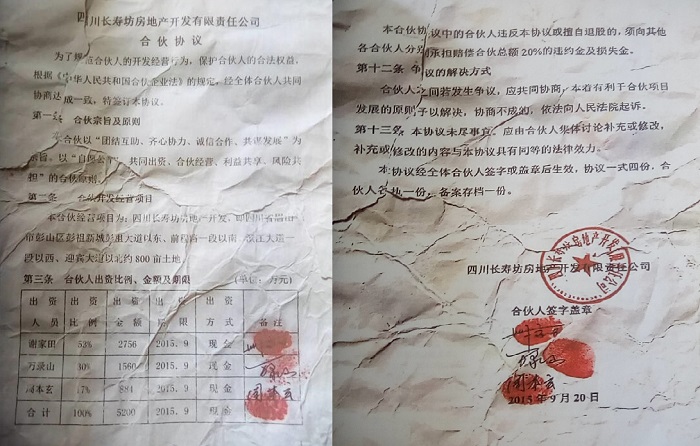 四川长寿坊房地产开发有限责任公司
合伙协议
为了规范合伙人的开发经营行为，保护合伙人的合法权益，
根据《中华人民共和国合伙企业法》的规定，经全体合伙人共同
协商达成一致，特签订本协议。
第一条 合伙宗旨及原则
合伙以“团结互助、齐心协力、诚信合作、共谋发展”为
宗旨。以“自愿 共同出资、合伙经营、利益共享、风险共
担”的合伙原则。
第二条 合伙开发经营项目
本合伙经营项目为：四川长寿坊房地产开发、即四川省眉山
市彭山区彭祖新城彭里大道以东、前程 一段以南、滨江大道一
段以西、迎宾大道以北约800亩土地
第三条 合伙人出资比例、金额及期限 （单位：万元）
出资 出资 出资 出资 出资
人员 比例 金额 期限 方式 备注
谢家田 53% 2756 2015.9 现金
万录山 30% 1560 2015.9 现金
周本玄 17% 884 2015.9 现金 周本玄
合计 100% 5200 2015.9 现金
本合伙协议中的合伙人违反本协议或擅自退股的，须向其他
各合伙人分别承担赔偿合伙总额20%的违约金及损失金。
第十二条 争议的解决方式
合伙人之间若发生争议，应共同协商，本着有利于合伙项目
发展的原则予以解决，协商不成的，依法向人民法院起诉。
第十三条 本协议未尽事宜，应由合伙人集体讨论补充或修改，
补充或修改的内容与本协议具有同等的法律效力。
本协议经全体合伙人签字或盖章后生效，协议一式四份，合
伙人各执一份，备案存档一份。
四川长寿坊房地产开发有限责任公司
合伙人签字盖章
周本玄
2015年9月20日